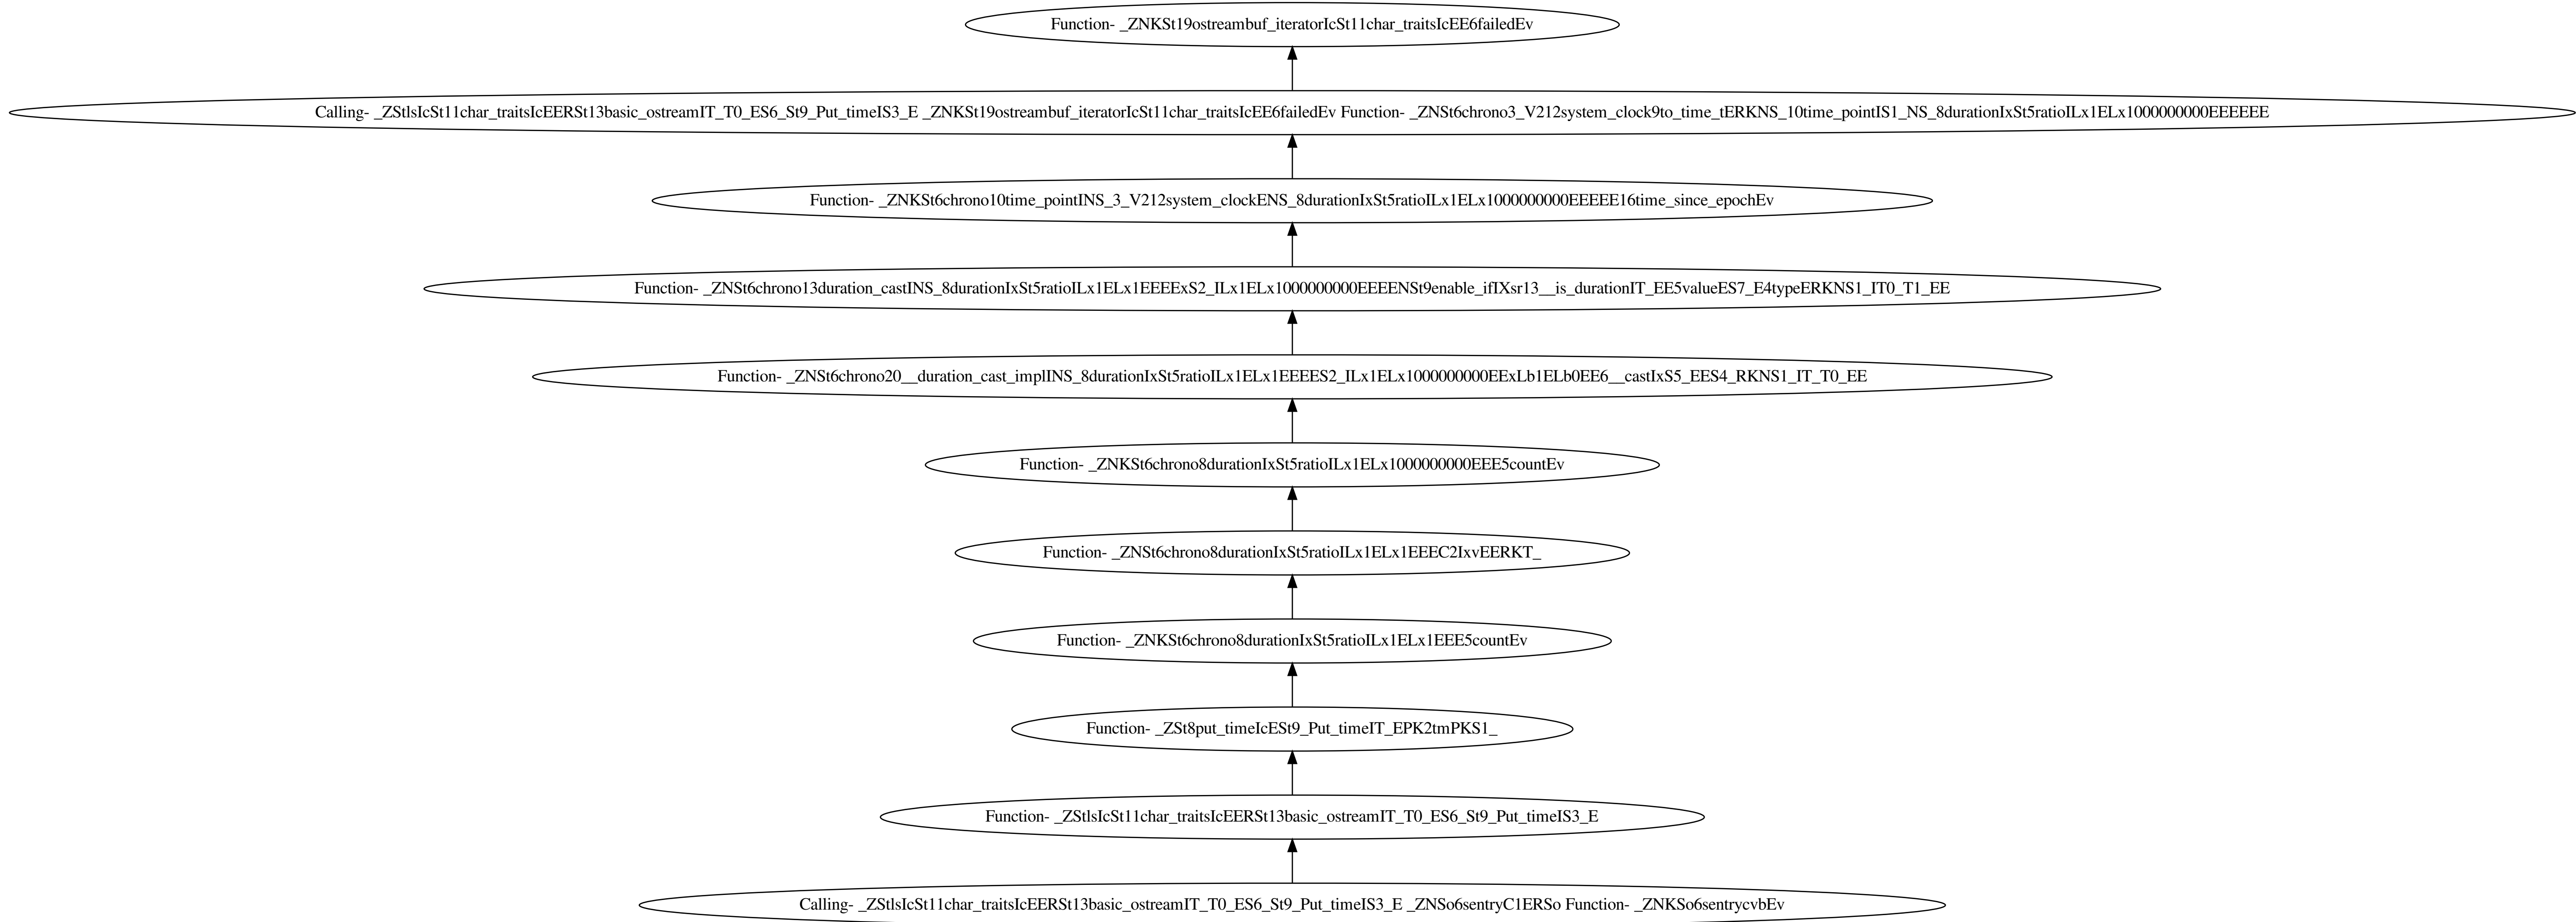 Function- _ZNKSt19ostreambuf_iteratorIcSt11char_traitsIcEE6failedEv
Calling- _ZStlsIcSt11char_traitsIcEERSt13basic_ostreamIT_T0_ES6_St9_Put_timeIS3_E _ZNKSt19ostreambuf_iteratorIcSt11char_traitsIcEE6failedEv Function- _ZNSt6chrono3_V212system_clock9to_time_tERKNS_10time_pointIS1_NS_8durationIxSt5ratioILx1ELx1000000000EEEEEE
Function- _ZNKSt6chrono10time_pointINS_3_V212system_clockENS_8durationIxSt5ratioILx1ELx1000000000EEEEE16time_since_epochEv
Function- _ZNSt6chrono13duration_castINS_8durationIxSt5ratioILx1ELx1EEEExS2_ILx1ELx1000000000EEEENSt9enable_ifIXsr13__is_durationIT_EE5valueES7_E4typeERKNS1_IT0_T1_EE
Function- _ZNSt6chrono20__duration_cast_implINS_8durationIxSt5ratioILx1ELx1EEEES2_ILx1ELx1000000000EExLb1ELb0EE6__castIxS5_EES4_RKNS1_IT_T0_EE
Function- _ZNKSt6chrono8durationIxSt5ratioILx1ELx1000000000EEE5countEv
Function- _ZNSt6chrono8durationIxSt5ratioILx1ELx1EEEC2IxvEERKT_
Function- _ZNKSt6chrono8durationIxSt5ratioILx1ELx1EEE5countEv
Function- _ZSt8put_timeIcESt9_Put_timeIT_EPK2tmPKS1_
Function- _ZStlsIcSt11char_traitsIcEERSt13basic_ostreamIT_T0_ES6_St9_Put_timeIS3_E
Calling- _ZStlsIcSt11char_traitsIcEERSt13basic_ostreamIT_T0_ES6_St9_Put_timeIS3_E _ZNSo6sentryC1ERSo Function- _ZNKSo6sentrycvbEv